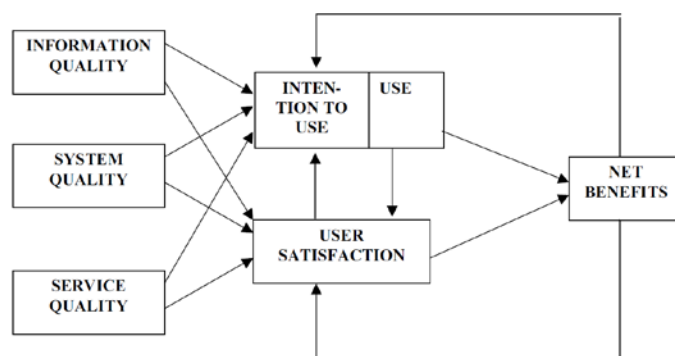 INFORMATION
QUALITY
INTEN-
TION TO
USE
USE
SYSTEM
QUALITY
NET
BENEFITS
USER
SATISFACTION
SERVICE
QUALITY